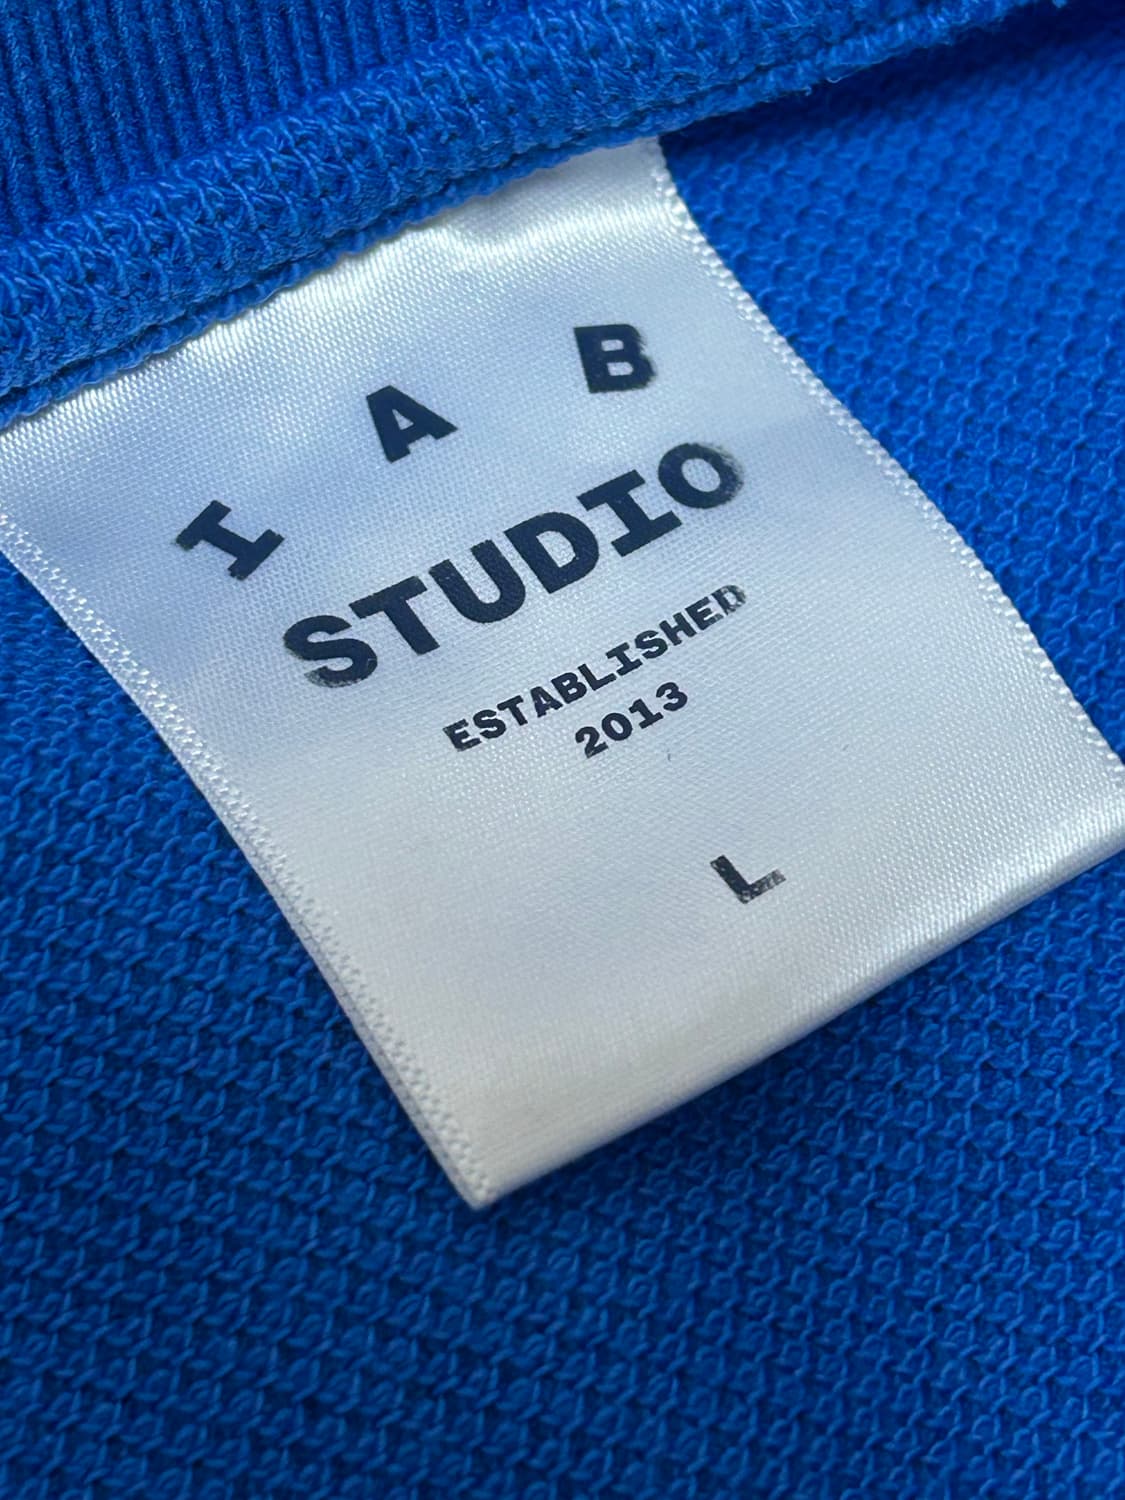 I A B
STUDIO
ESTABLISHED
2013
L